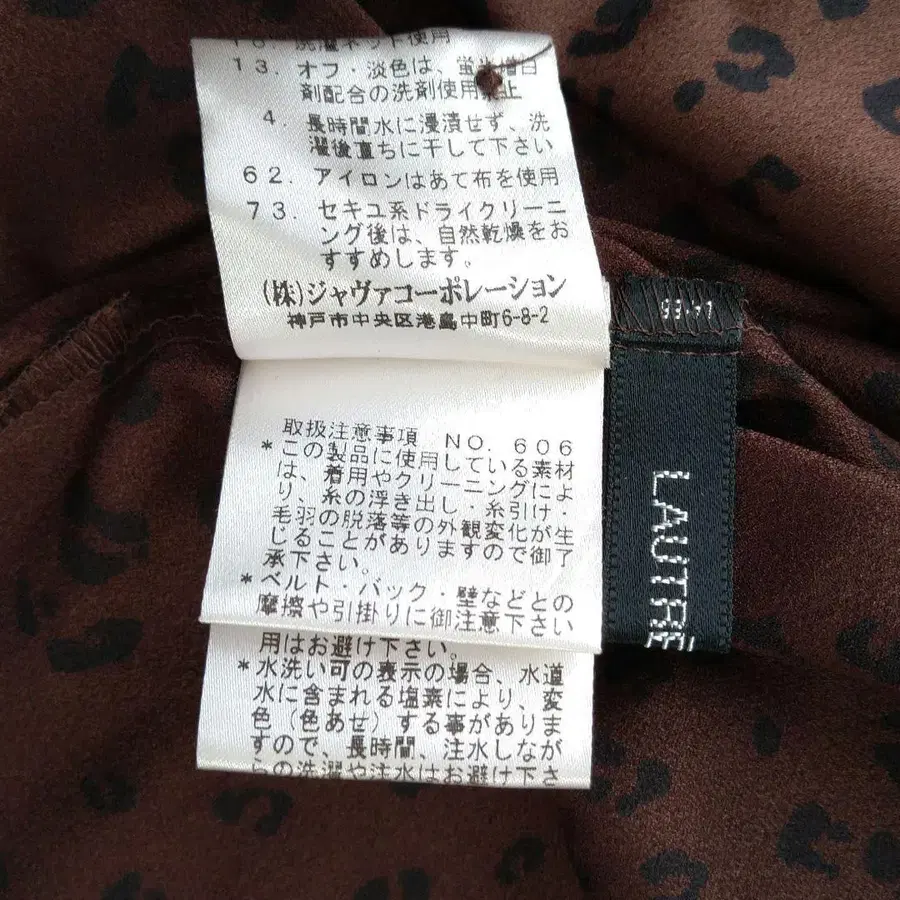 洗濯ネット使用
13. オフ・淡色は、蛍光増白
剤配合の洗剤使用禁止
4. 長時間水に浸漬せず、洗
濯後直ちに干して下さい
62. アイロンはあて布を使用
73. セキユ系ドライクリーニ
ング後は、自然乾燥をお
すすめします。
(株)ジャヴァコーポレーション
神戸市中央区港島中町6-8-2
取扱注意事項 NO. 606
*この製品に使用している素材
は、着用やクリーニングによ
り、糸の浮き出し・糸引け・
毛羽の脱落等の外観変化が生
じることがありますので御了
承下さい。
*ベルト・バック・壁などとの
摩擦や引掛りに御注意下さい
用はお避け下さい。
*水洗い可の表示の場合、水道
水に含まれる塩素により、変
色(色あせ)する事がありま
すので、長時間、注水しなが
らの洗濯や注水はお避け下さ
LAUTRÊ